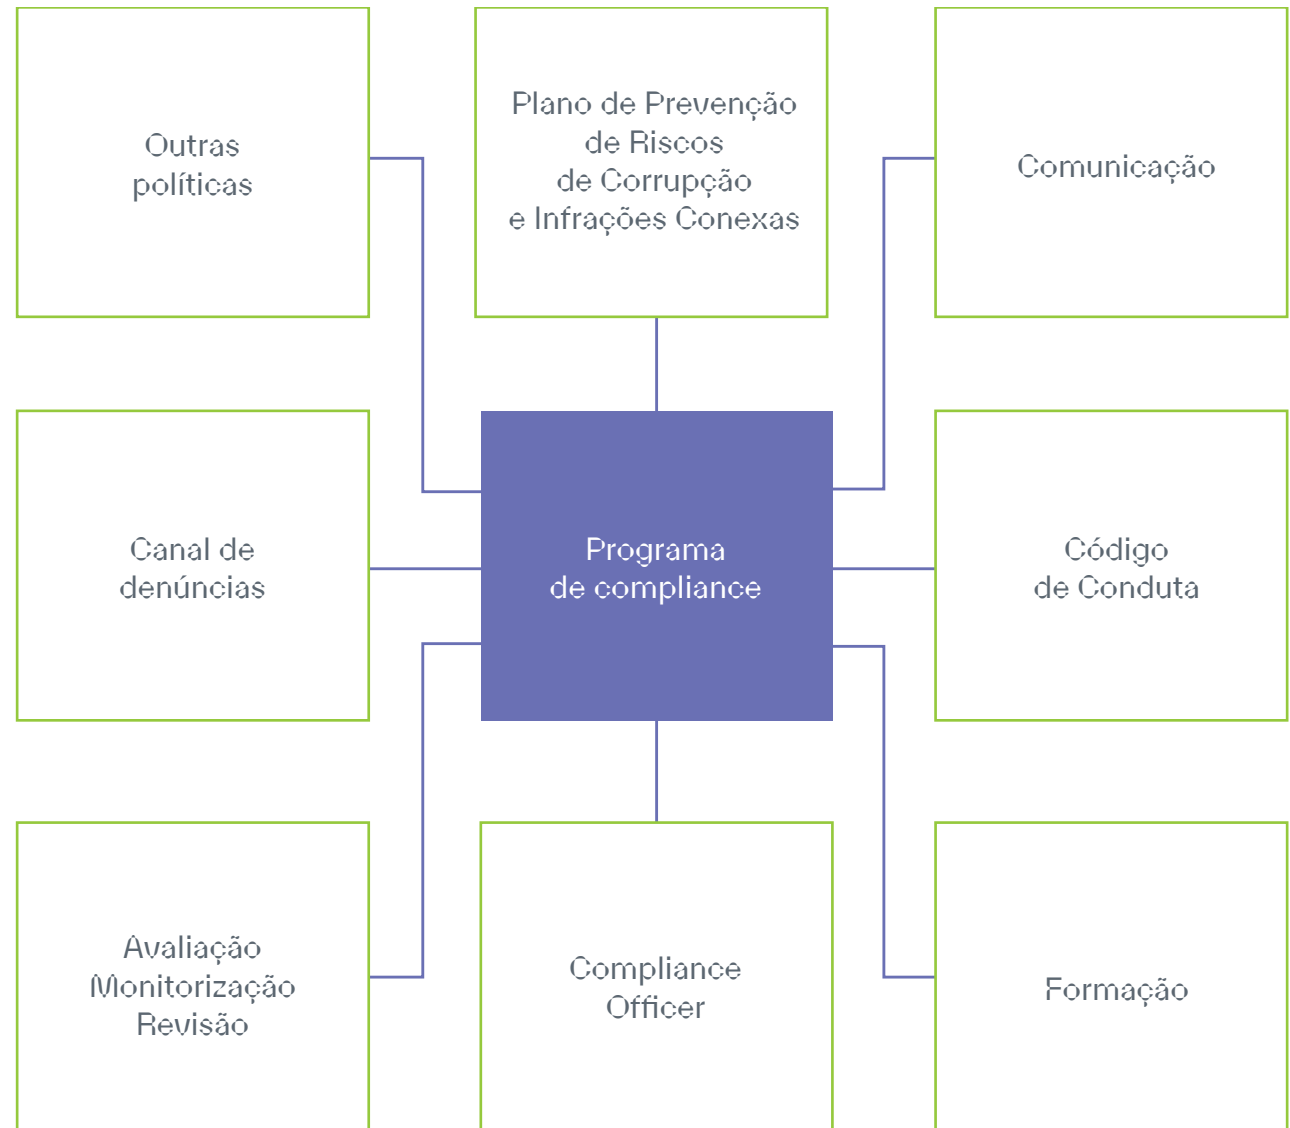 Outras
políticas
Plano de Prevenção
de Riscos
de Corrupção
e Infrações Conexas
Comunicação
Canal de
denúncias
Programa
de compliance
Código
de Conduta
Avaliação
Monitorização
Revisão
Compliance
Officer
Formação